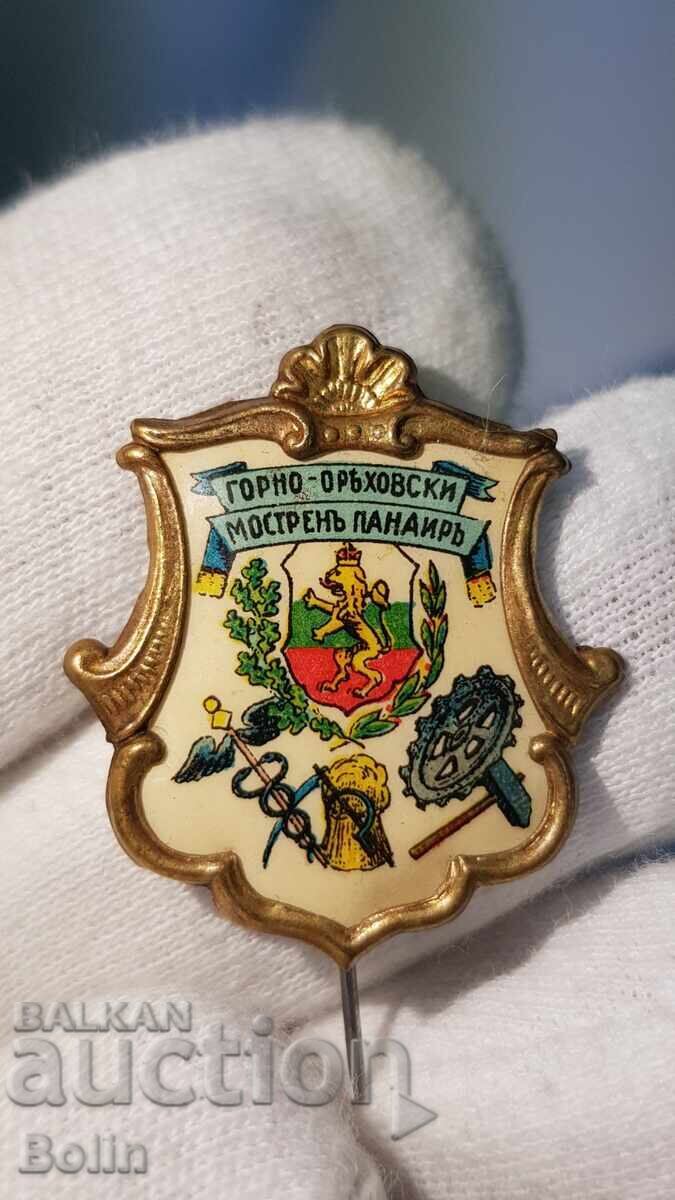 ГОРНО-ОРѢХОВСКИ
МОСТРЕНЪ ПАНАИРЪ
BALKAN
auction
Bolin